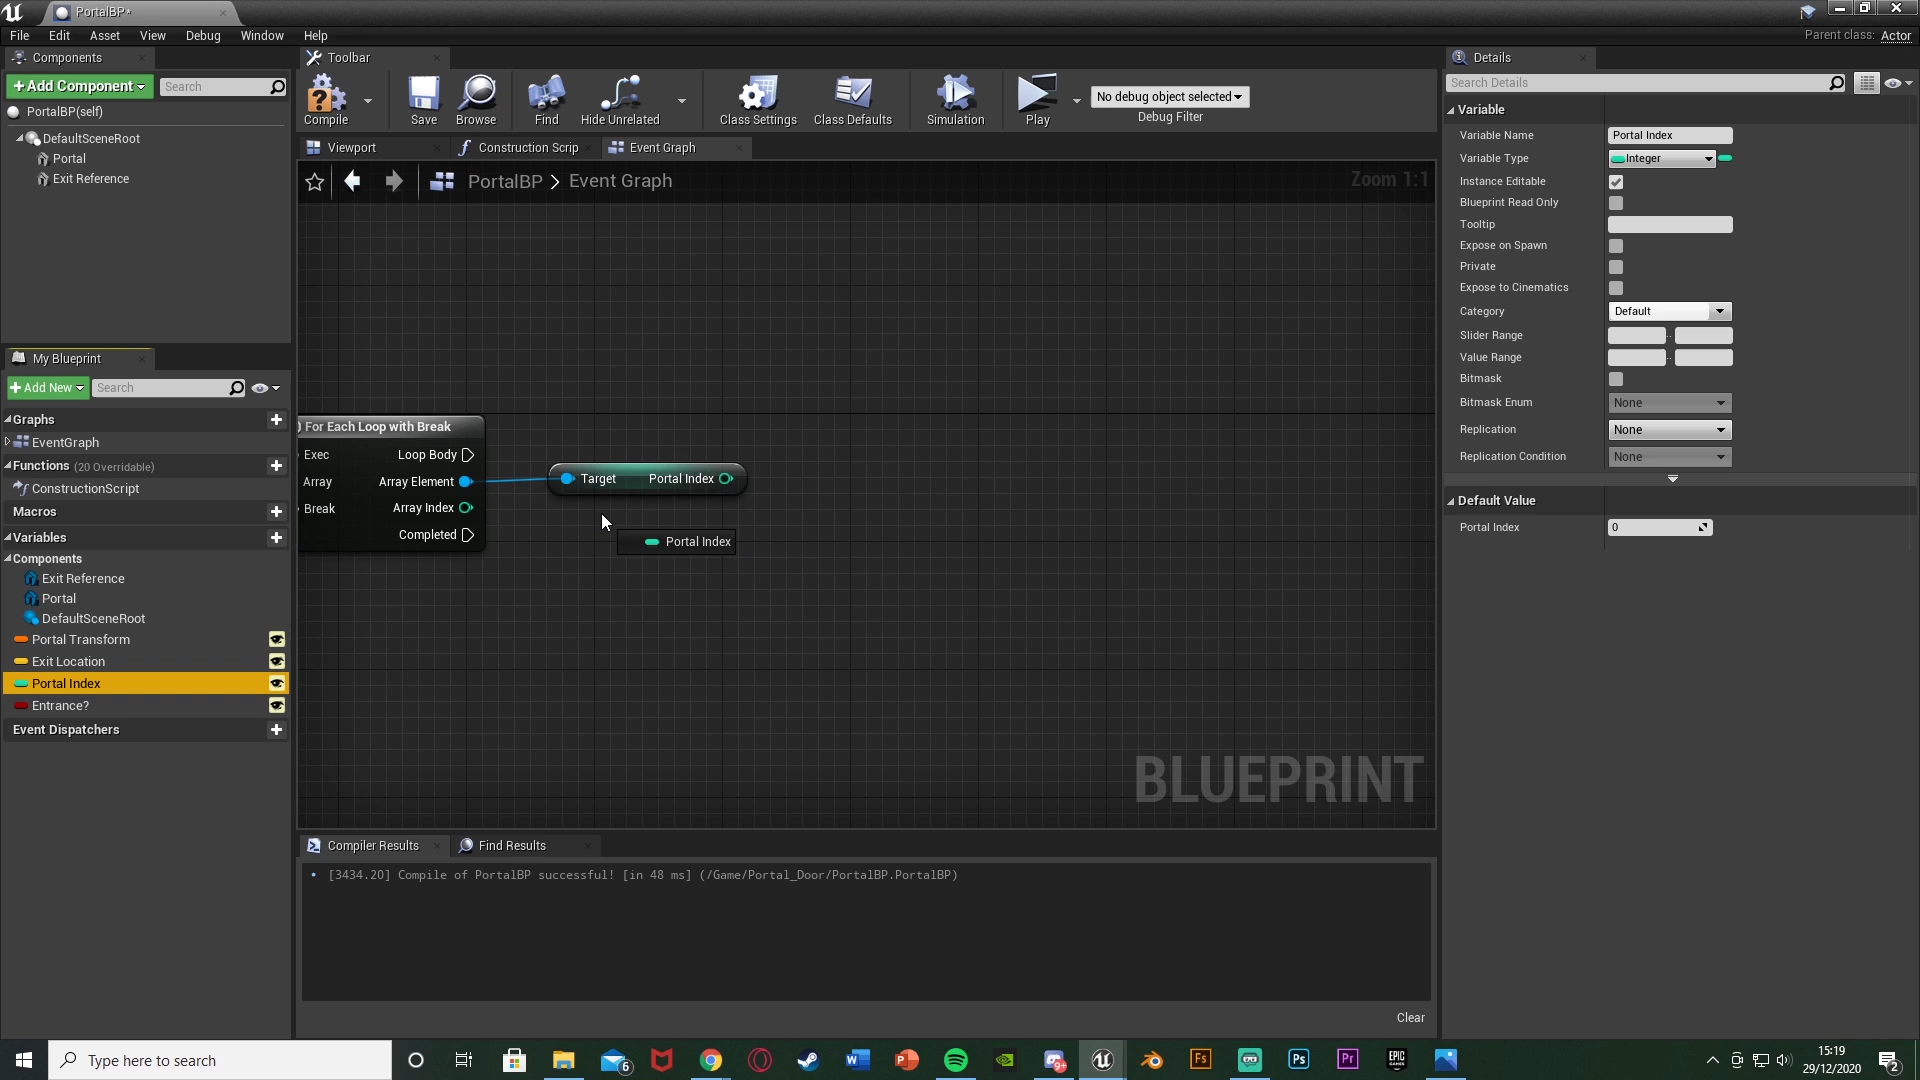 PortalBP*
File Edit Asset View Debug Window Help
Parent class: Actor
Components
+ Add Component
Search
PortalBP(self)
DefaultSceneRoot
Portal
Exit Reference
Toolbar
Compile
Save
Browse
Find
Hide Unrelated
Class Settings
Class Defaults
Simulation
Play
No debug object selected
Debug Filter
Viewport
Construction Scrip
Event Graph
PortalBP > Event Graph
Zoom 1:1
For Each Loop with Break
Exec Loop Body
Array Array Element
Break Array Index
Completed
Target Portal Index
Portal Index
BLUEPRINT
My Blueprint
+ Add New
Search
Graphs
EventGraph
Functions (20 Overridable)
ConstructionScript
Macros
Variables
Components
Exit Reference
Portal
DefaultSceneRoot
Portal Transform
Exit Location
Portal Index
Entrance?
Event Dispatchers
Compiler Results
Find Results
• [3434.20] Compile of PortalBP successful! [in 48 ms] (/Game/Portal_Door/PortalBP.PortalBP)
Clear
Details
Search Details
Variable
Variable Name Portal Index
Variable Type Integer
Instance Editable
Blueprint Read Only
Tooltip
Expose on Spawn
Private
Expose to Cinematics
Category Default
Slider Range
Value Range
Bitmask
Bitmask Enum None
Replication None
Replication Condition None
Default Value
Portal Index 0
Type here to search
6
W
P
9+
Fs
Ps
Pr
EPIC GAMES
15:19
29/12/2020
2